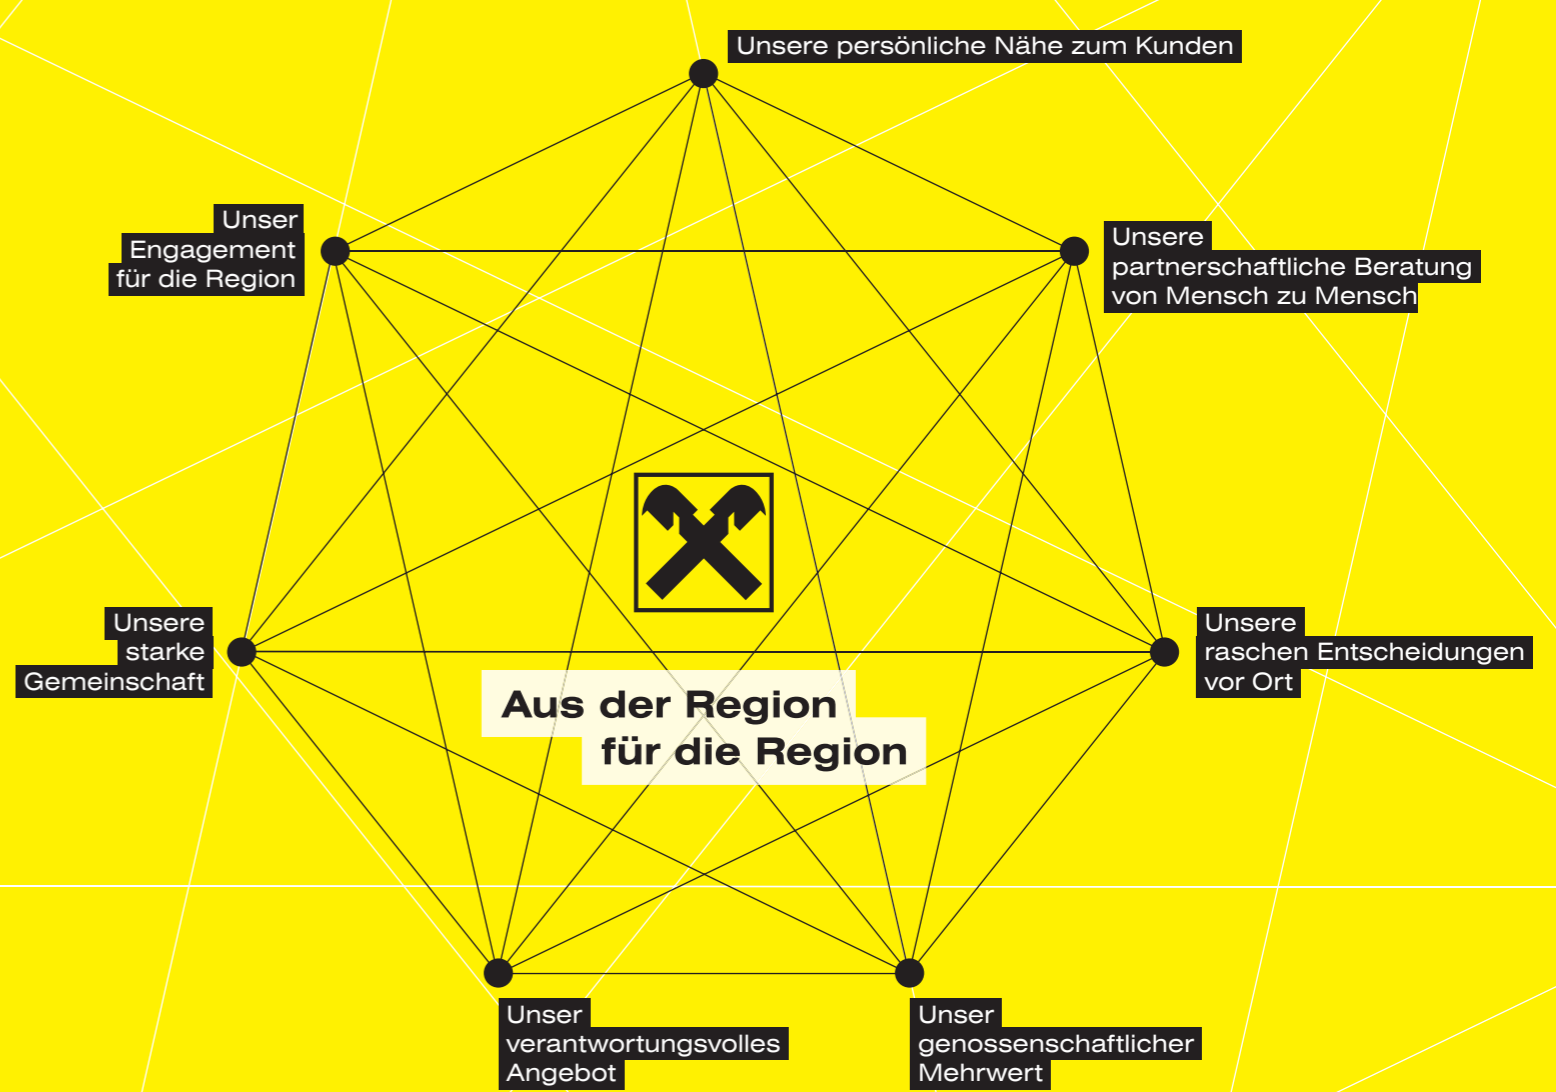 Unsere persönliche Nähe zum Kunden
Unser
Engagement
für die Region
Unsere
partnerschaftliche Beratung
von Mensch zu Mensch
Unsere
starke
Gemeinschaft
Unsere
raschen Entscheidungen
vor Ort
Aus der Region
für die Region
Unser
verantwortungsvolles
Angebot
Unser
genossenschaftlicher
Mehrwert